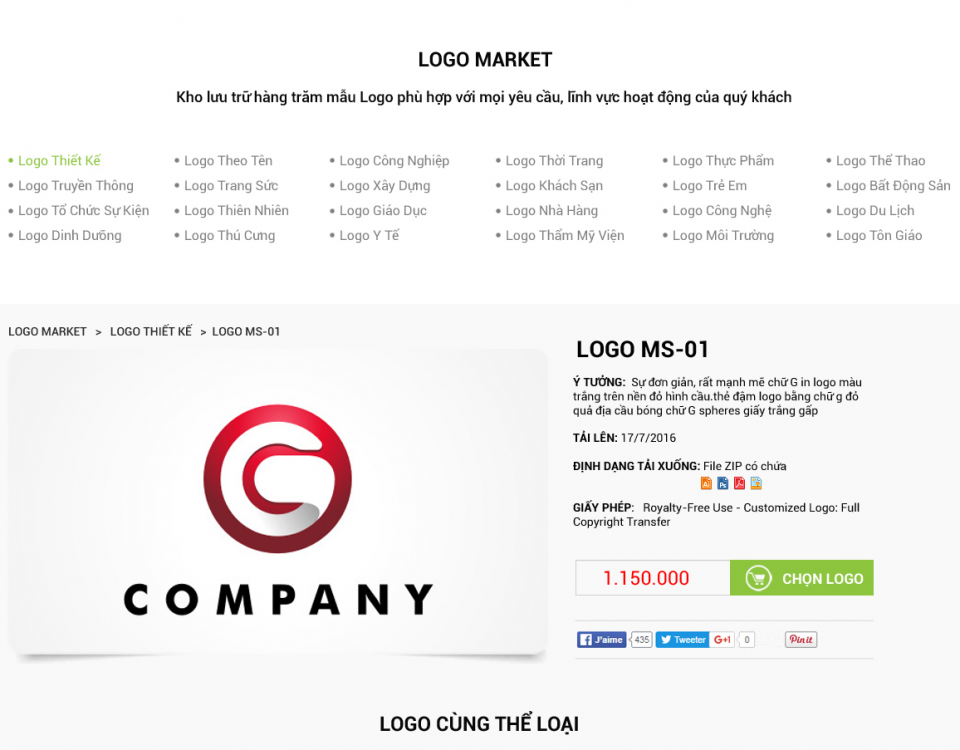 LOGO MARKET
Kho lưu trữ hàng trăm mẫu Logo phù hợp với mọi yêu cầu, lĩnh vực hoạt động của quý khách
• Logo Thiết Kế • Logo Theo Tên • Logo Công Nghiệp • Logo Thời Trang • Logo Thực Phẩm • Logo Thể Thao
• Logo Truyền Thông • Logo Trang Sức • Logo Xây Dựng • Logo Khách Sạn • Logo Trẻ Em • Logo Bất Động Sản
• Logo Tổ Chức Sự Kiện • Logo Thiên Nhiên • Logo Giáo Dục • Logo Nhà Hàng • Logo Công Nghệ • Logo Du Lịch
• Logo Dinh Dưỡng • Logo Thú Cưng • Logo Y Tế • Logo Thẩm Mỹ Viện • Logo Môi Trường • Logo Tôn Giáo
LOGO MARKET > LOGO THIẾT KẾ > LOGO MS-01
COMPANY
LOGO MS-01
Ý TƯỞNG: Sự đơn giản, rất mạnh mẽ chữ G in logo màu
trắng trên nền đỏ hình cầu.thẻ đậm logo bằng chữ g đỏ
quả địa cầu bóng chữ G spheres giấy trắng gấp
TẢI LÊN: 17/7/2016
ĐỊNH DẠNG TẢI XUỐNG: File ZIP có chứa
Ai Ps
GIẤY PHÉP: Royalty-Free Use - Customized Logo: Full
Copyright Transfer
1.150.000 CHỌN LOGO
J'aime 435 Tweeter G+1 0 Pinit
LOGO CÙNG THỂ LOẠI